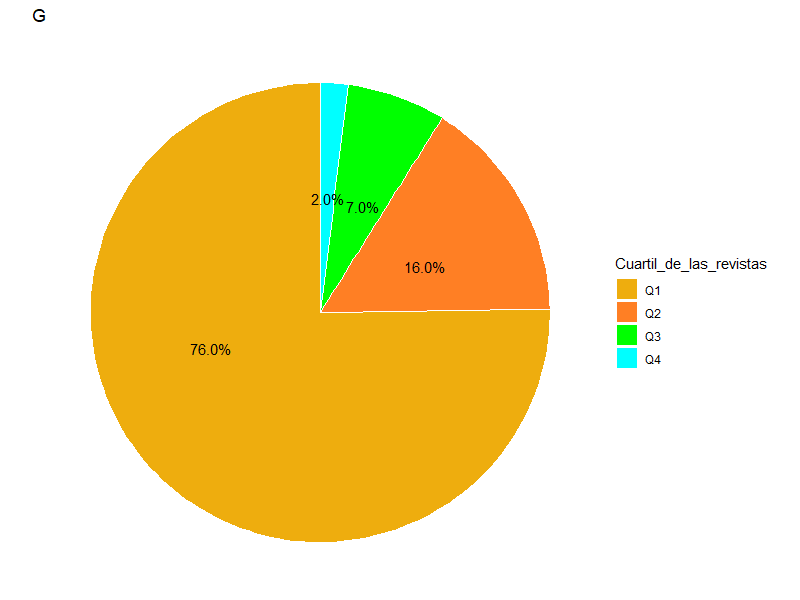 G
2.0%
7.0%
16.0%
76.0%
Cuartil_de_las_revistas
Q1
Q2
Q3
Q4